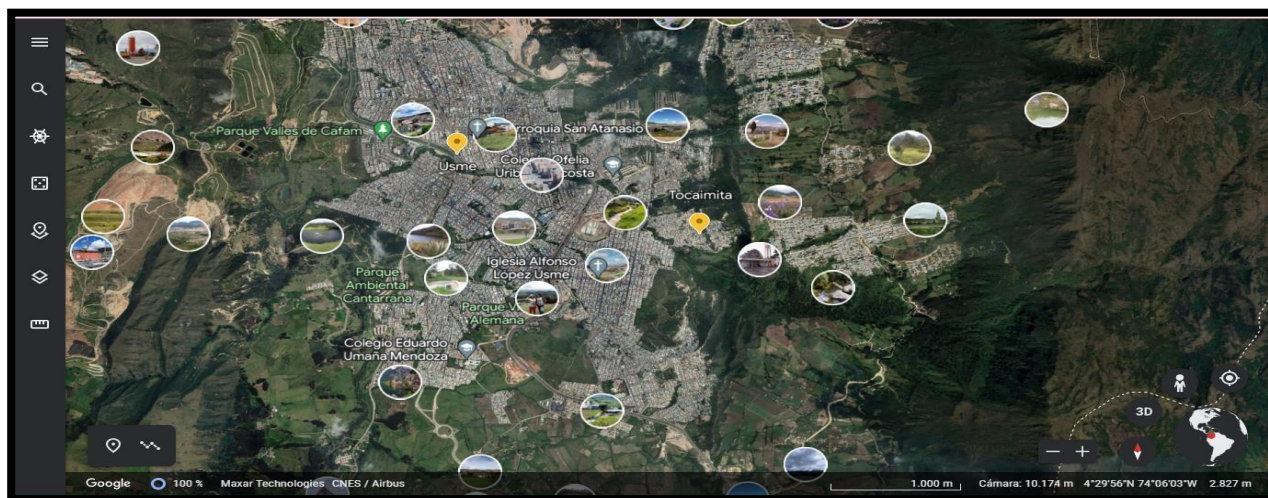 Parque Valles de Cafam
Parroquia San Atanasio
Usme
Colegio Ofelia
Uribe Acosta
Tocaimita
Iglesia Alfonso
López Usme
Parque
Ambiental
Cantarrana
Parque
Alemana
Colegio Eduardo
Umaña Mendoza
3D
Google 100 % Maxar Technologies CNES / Airbus 1.000 m Cámara: 10.174 m 4°29'56"N 74°06'03"W 2.827 m